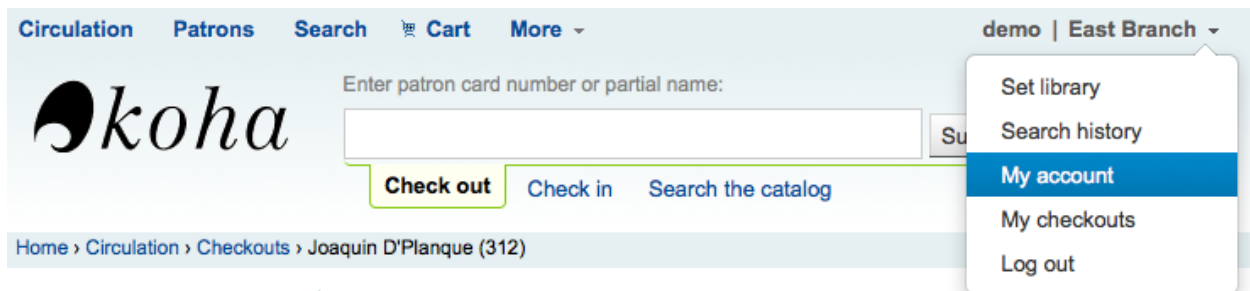 Circulation Patrons Search Cart More demo | East Branch
koha
Enter patron card number or partial name:
Check out Check in Search the catalog
Set library
Search history
My account
My checkouts
Log out
Home › Circulation › Checkouts › Joaquin D'Planque (312)